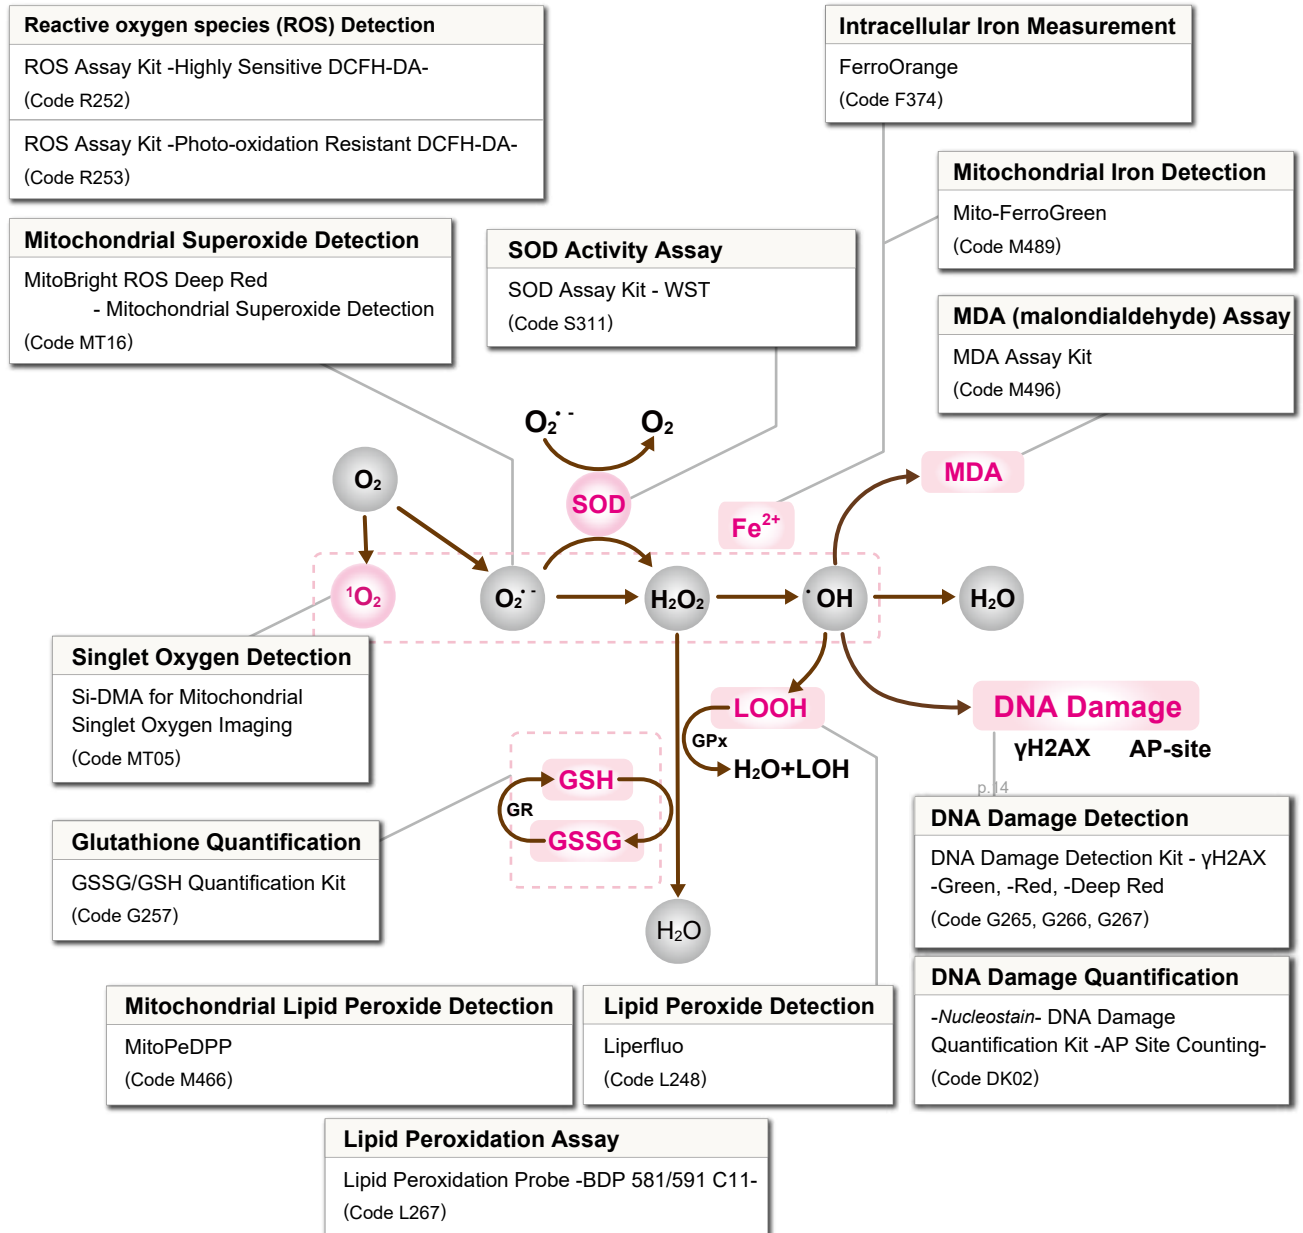 Reactive oxygen species (ROS) Detection
ROS Assay Kit -Highly Sensitive DCFH-DA-
(Code R252)
ROS Assay Kit -Photo-oxidation Resistant DCFH-DA-
(Code R253)
Intracellular Iron Measurement
FerroOrange
(Code F374)
Mitochondrial Iron Detection
Mito-FerroGreen
(Code M489)
Mitochondrial Superoxide Detection
MitoBright ROS Deep Red
- Mitochondrial Superoxide Detection
(Code MT16)
SOD Activity Assay
SOD Assay Kit - WST
(Code S311)
MDA (malondialdehyde) Assay
MDA Assay Kit
(Code M496)
O₂˙⁻
O₂
O₂
SOD
Fe²⁺
MDA
¹O₂
O₂˙⁻
H₂O₂
˙OH
H₂O
Singlet Oxygen Detection
Si-DMA for Mitochondrial
Singlet Oxygen Imaging
(Code MT05)
LOOH
GPx
H₂O+LOH
DNA Damage
γH2AX AP-site
p.14
GSH
GR
GSSG
Glutathione Quantification
GSSG/GSH Quantification Kit
(Code G257)
H₂O
DNA Damage Detection
DNA Damage Detection Kit - γH2AX
-Green, -Red, -Deep Red
(Code G265, G266, G267)
DNA Damage Quantification
-Nucleostain- DNA Damage
Quantification Kit -AP Site Counting-
(Code DK02)
Mitochondrial Lipid Peroxide Detection
MitoPeDPP
(Code M466)
Lipid Peroxide Detection
Liperfluo
(Code L248)
Lipid Peroxidation Assay
Lipid Peroxidation Probe -BDP 581/591 C11-
(Code L267)